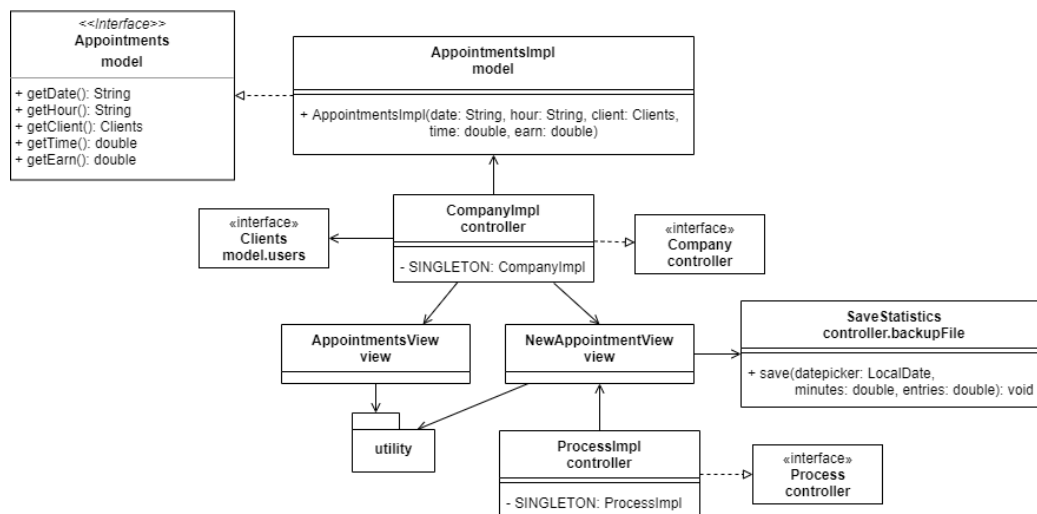 <<Interface>>
Appointments
model
+ getDate(): String
+ getHour(): String
+ getClient(): Clients
+ getTime(): double
+ getEarn(): double
AppointmentsImpl
model
+ AppointmentsImpl(date: String, hour: String, client: Clients,
time: double, earn: double)
«interface»
Clients
model.users
CompanyImpl
controller
- SINGLETON: CompanyImpl
«interface»
Company
controller
AppointmentsView
view
NewAppointmentView
view
SaveStatistics
controller.backupFile
+ save(datepicker: LocalDate,
minutes: double, entries: double): void
utility
ProcessImpl
controller
- SINGLETON: ProcessImpl
«interface»
Process
controller